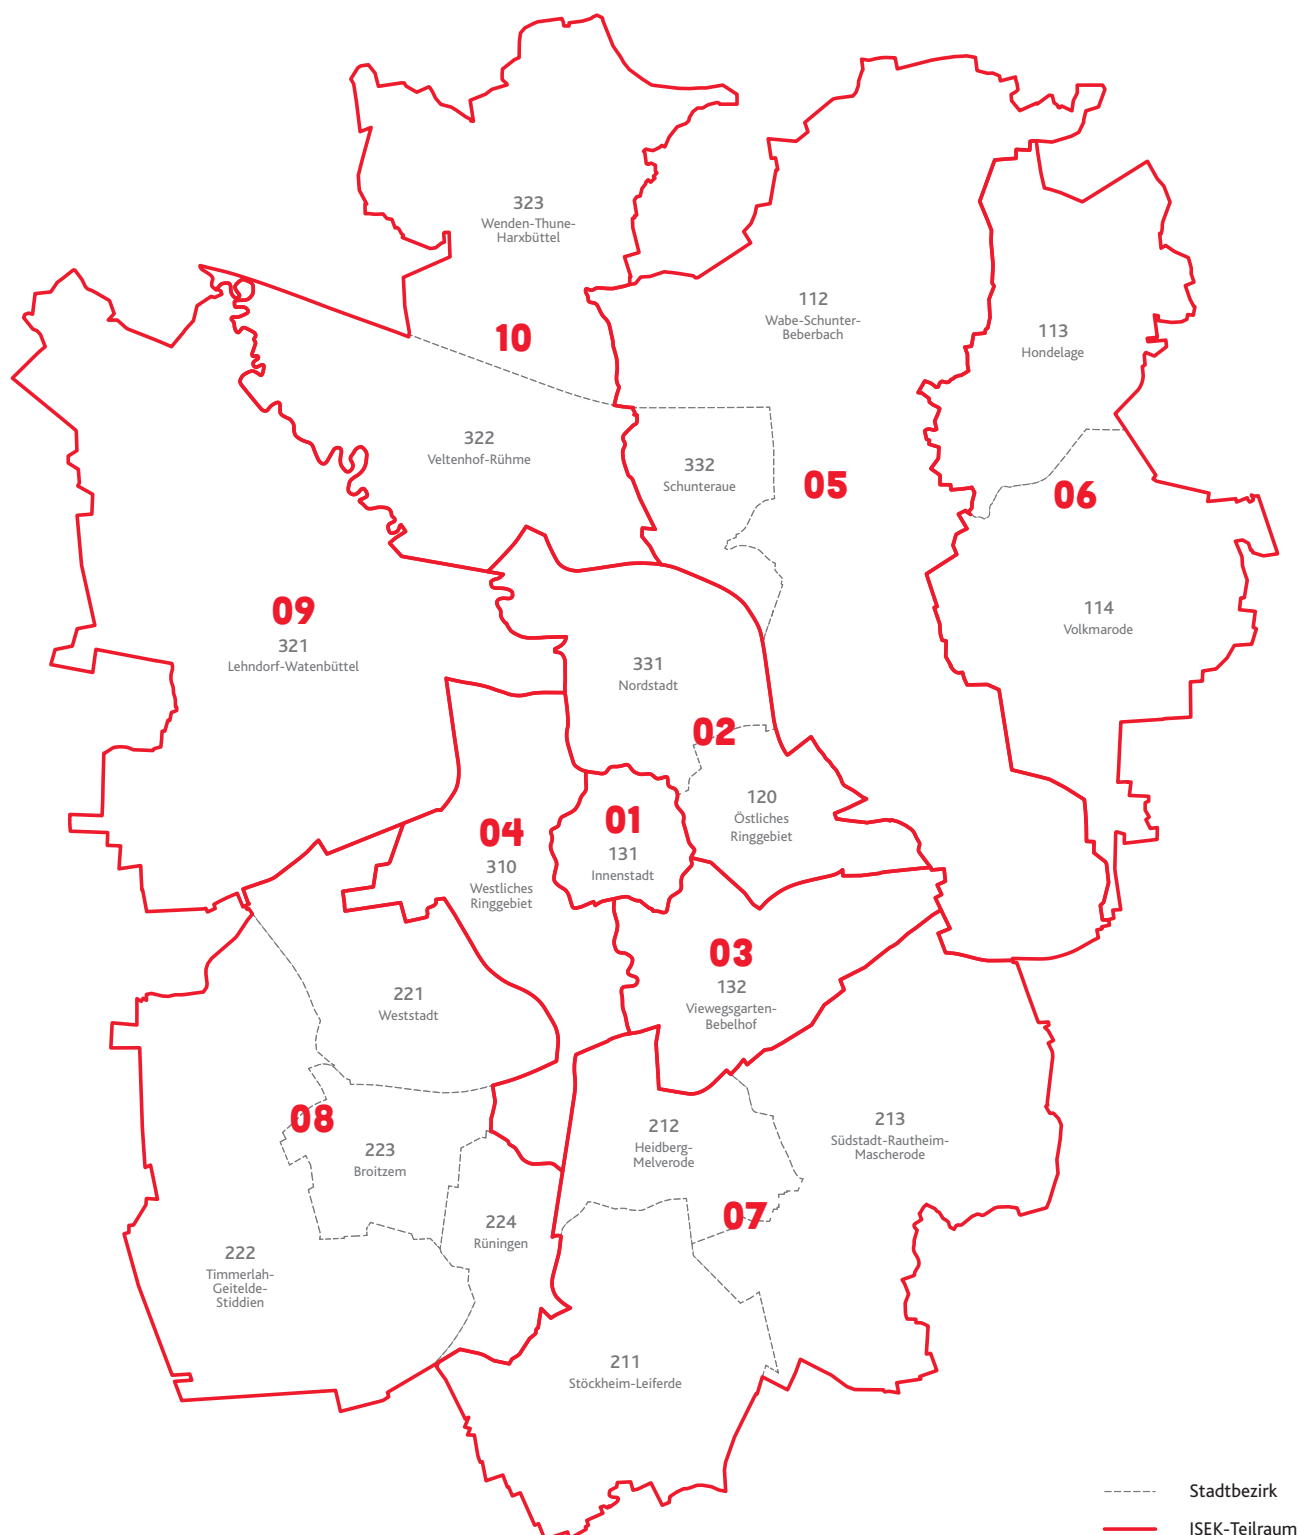 323
Wenden-Thune-
Harxbüttel
112
Wabe-Schunter-
Beberbach
10
113
Hondelage
322
Veltenhof-Rühme
332
Schunteraue
05
06
09
321
Lehndorf-Watenbüttel
114
Volkmarode
331
Nordstadt
02
120
Östliches
Ringgebiet
04
310
Westliches
Ringgebiet
01
131
Innenstadt
03
132
Viewegsgarten-
Bebelhof
221
Weststadt
08
223
Broitzem
212
Heidberg-
Melverode
213
Südstadt-Rautheim-
Mascherode
07
224
Rüningen
222
Timmerlah-
Geitelde-
Stiddien
211
Stöckheim-Leiferde
Stadtbezirk
ISEK-Teilraum